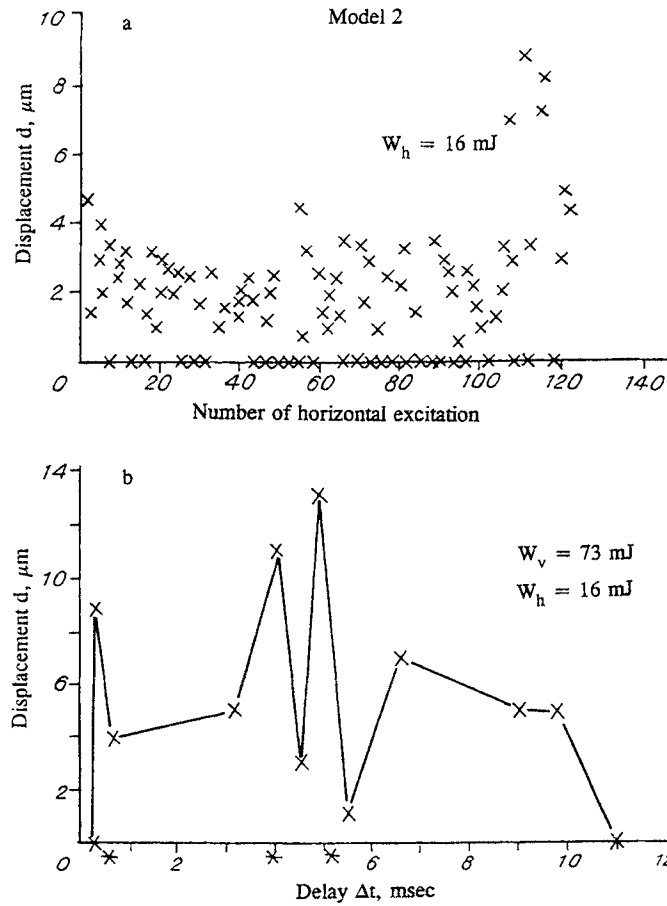 Model 2
a
10
8
6
4
2
0
Displacement d, μm
W_h = 16 mJ
20 40 60 80 100 120 140
Number of horizontal excitation
b
14
10
6
2
0
Displacement d, μm
W_v = 73 mJ
W_h = 16 mJ
2 4 6 8 10 12
Delay Δt, msec